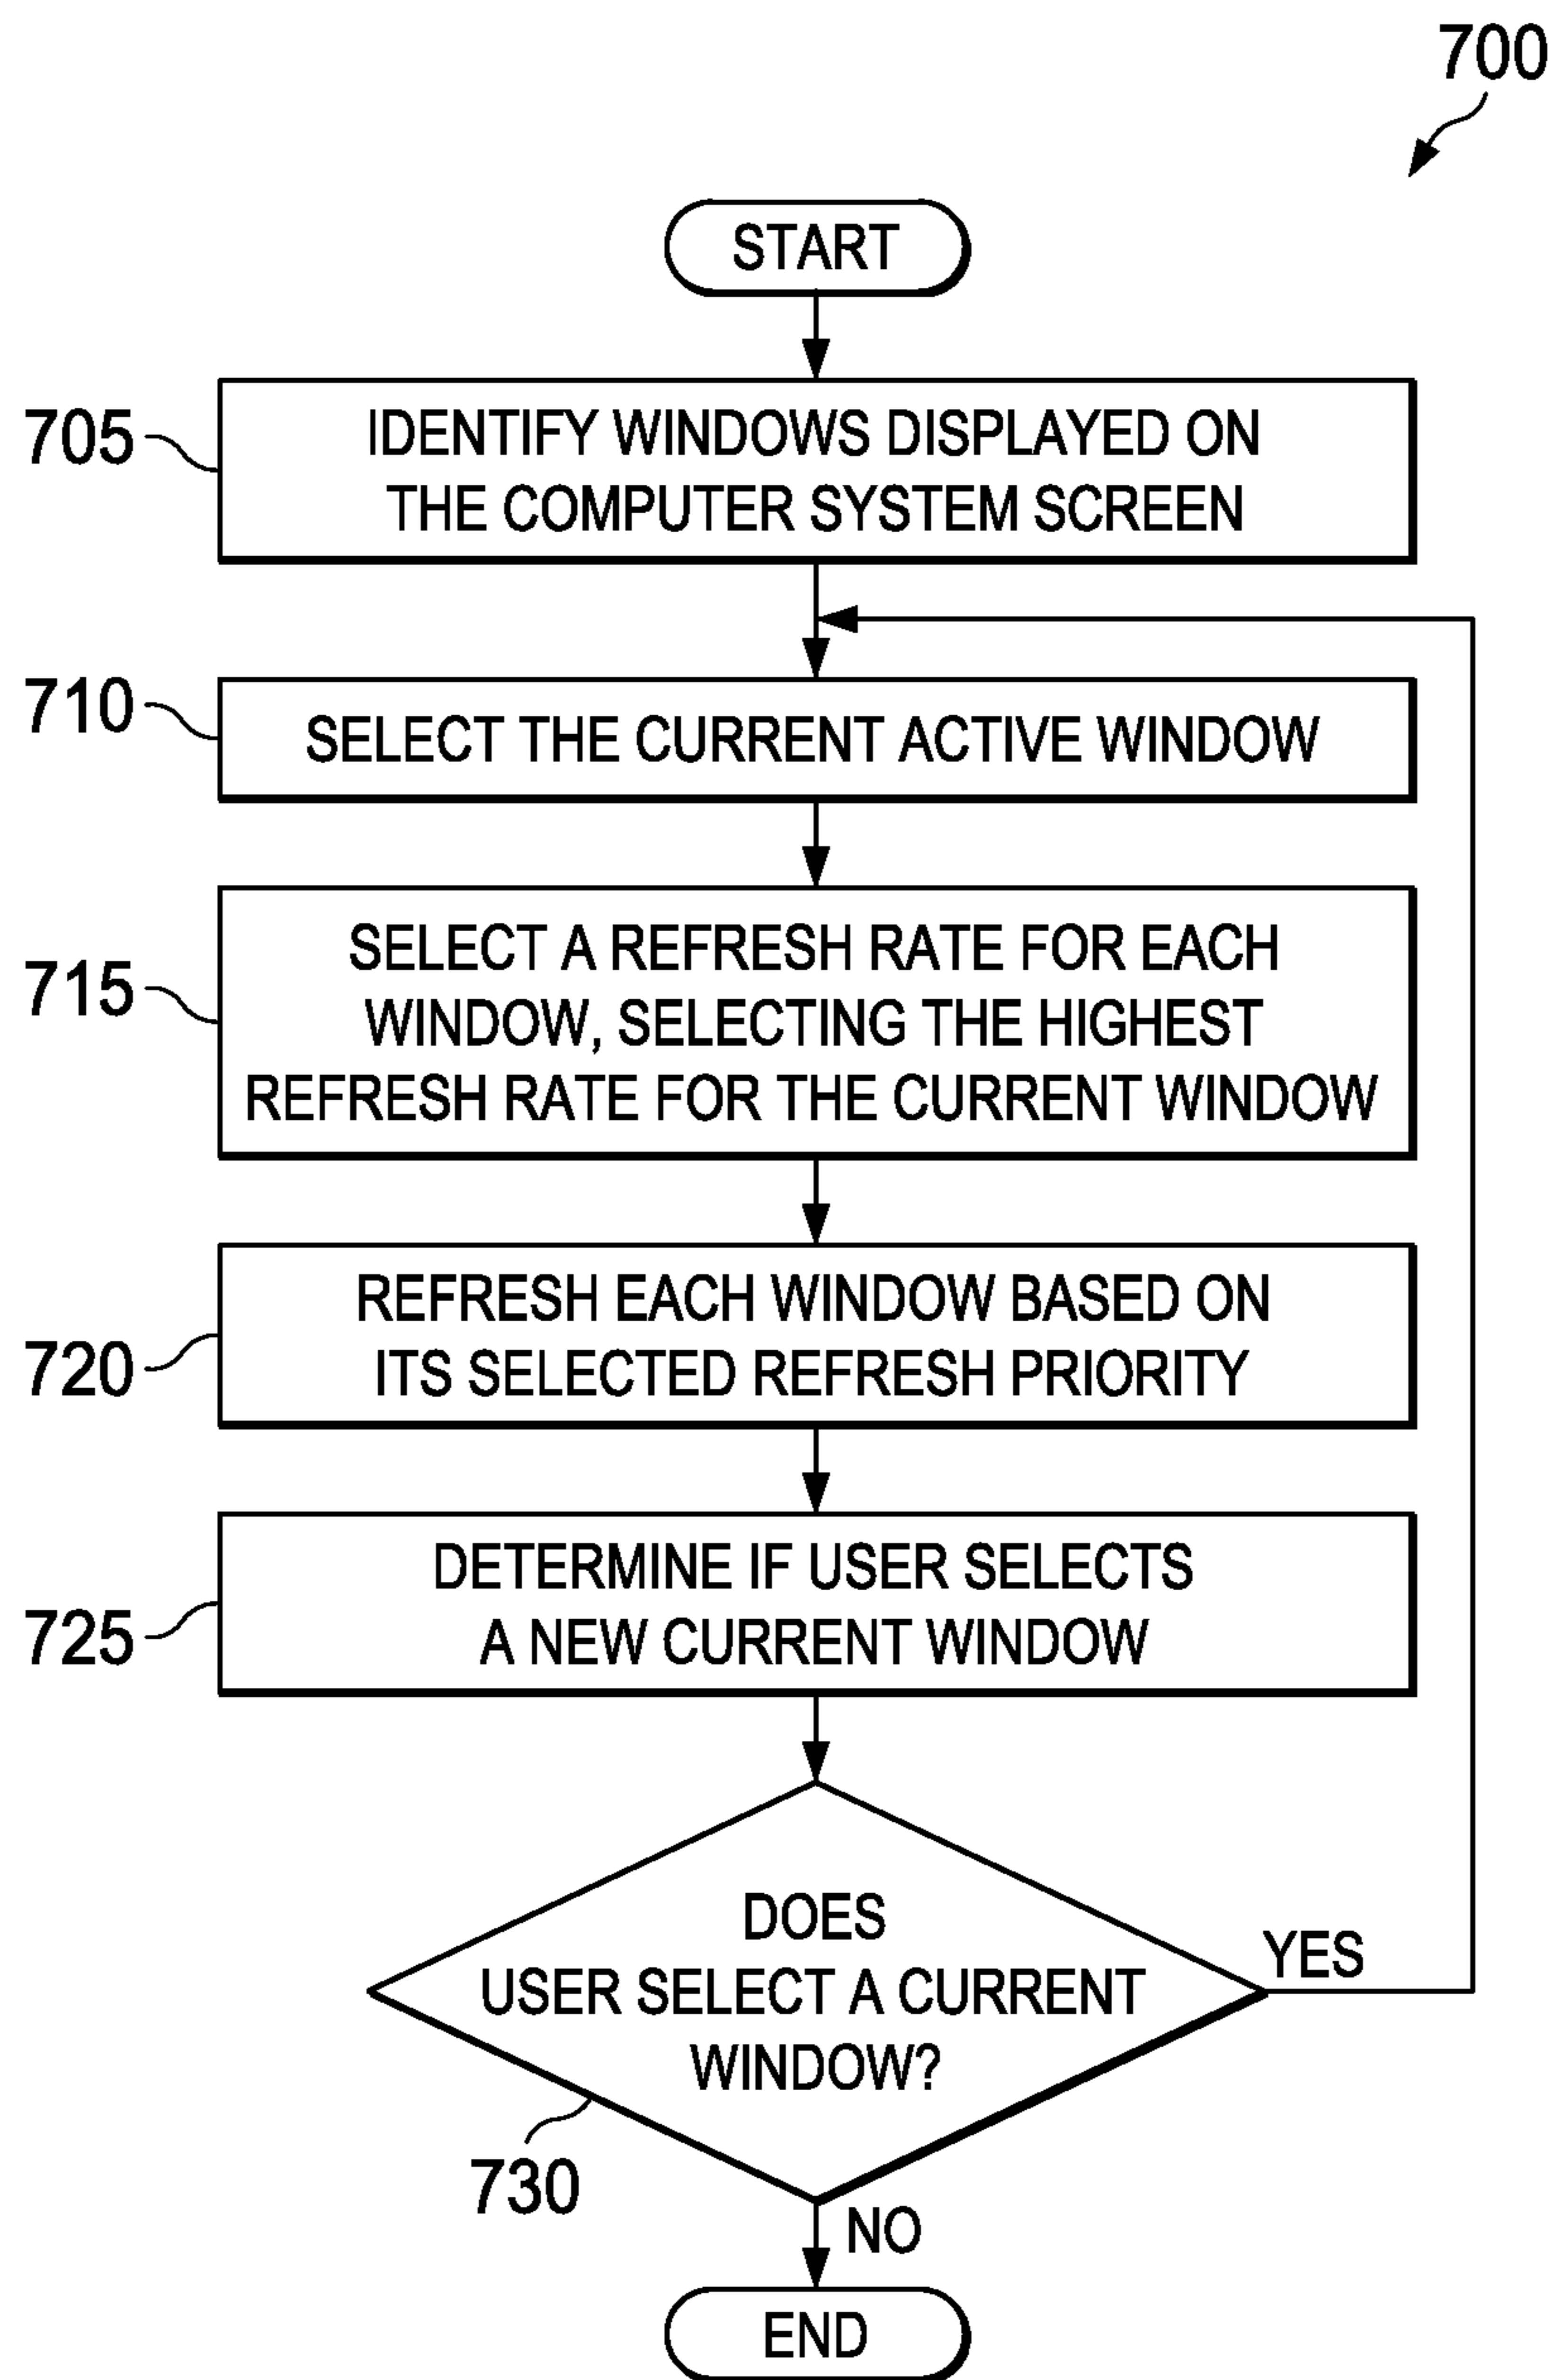 700
START
705
IDENTIFY WINDOWS DISPLAYED ON
THE COMPUTER SYSTEM SCREEN
710
SELECT THE CURRENT ACTIVE WINDOW
715
SELECT A REFRESH RATE FOR EACH
WINDOW, SELECTING THE HIGHEST
REFRESH RATE FOR THE CURRENT WINDOW
720
REFRESH EACH WINDOW BASED ON
ITS SELECTED REFRESH PRIORITY
725
DETERMINE IF USER SELECTS
A NEW CURRENT WINDOW
DOES
USER SELECT A CURRENT
WINDOW?
YES
730
NO
END